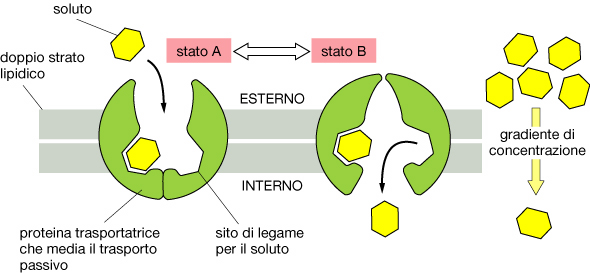 soluto
stato A
stato B
doppio strato
lipidico
ESTERNO
gradiente di
concentrazione
INTERNO
proteina trasportatrice
che media il trasporto
passivo
sito di legame
per il soluto